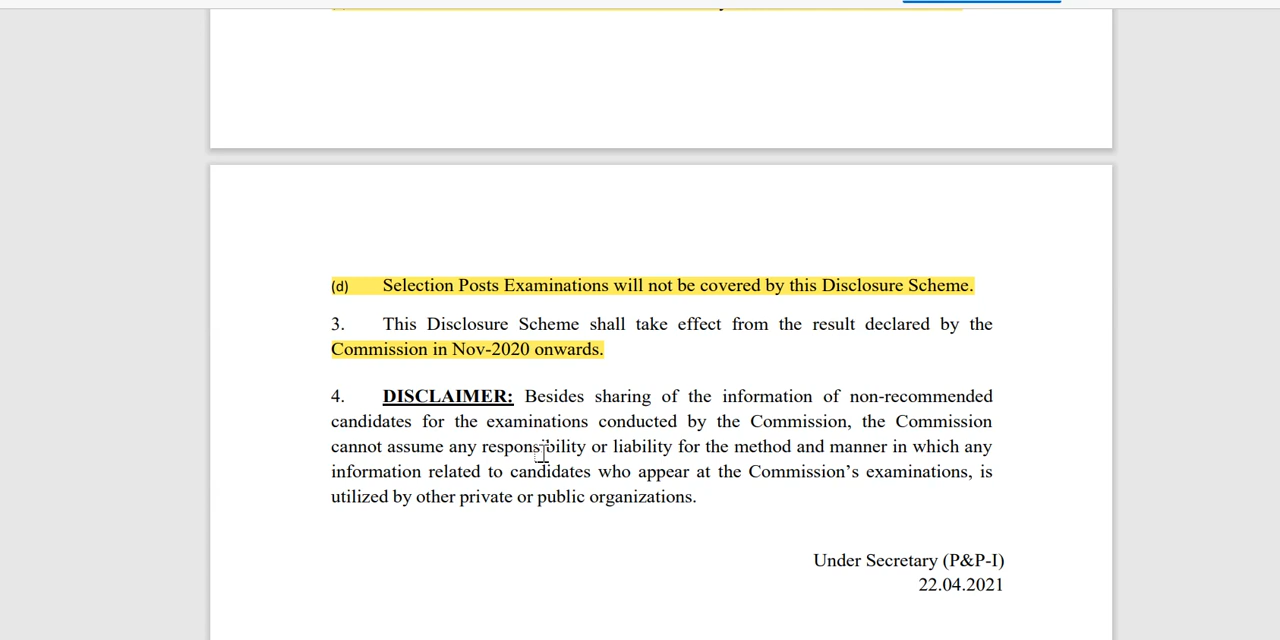 (d) Selection Posts Examinations will not be covered by this Disclosure Scheme.
3. This Disclosure Scheme shall take effect from the result declared by the
Commission in Nov-2020 onwards.
4. DISCLAIMER: Besides sharing of the information of non-recommended
candidates for the examinations conducted by the Commission, the Commission
cannot assume any responsibility or liability for the method and manner in which any
information related to candidates who appear at the Commission’s examinations, is
utilized by other private or public organizations.
Under Secretary (P&P-I)
22.04.2021